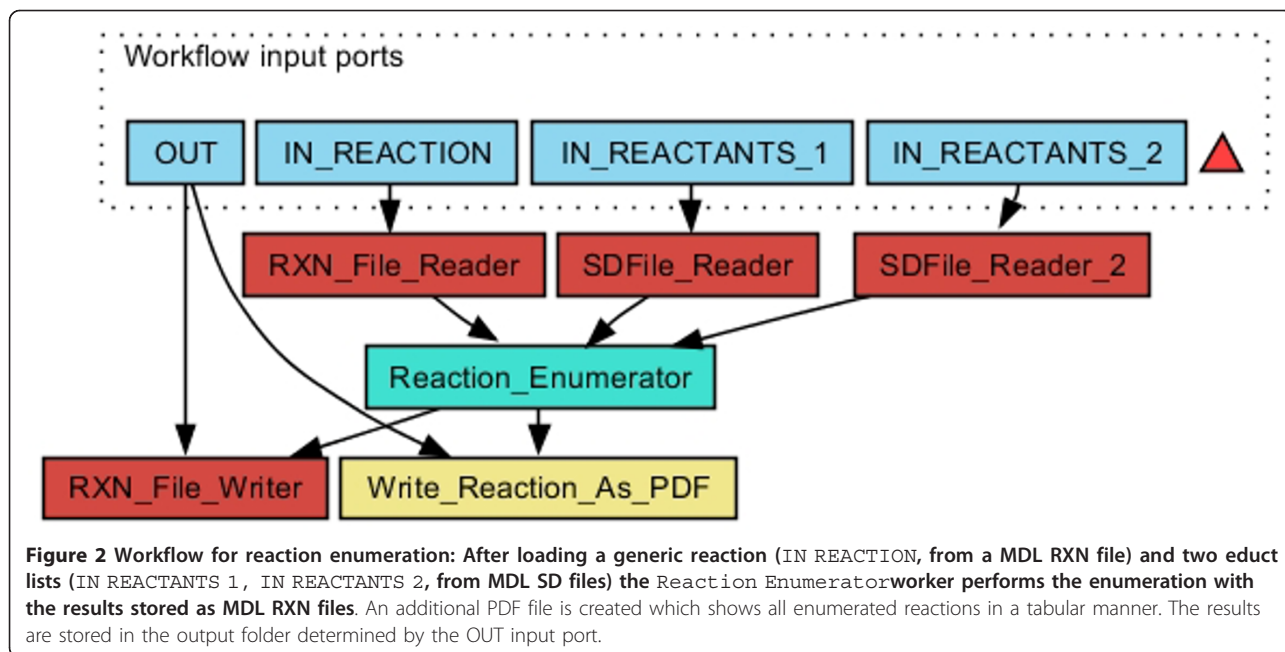 Workflow input ports
OUT IN_REACTION IN_REACTANTS_1 IN_REACTANTS_2
RXN_File_Reader SDFile_Reader SDFile_Reader_2
Reaction_Enumerator
RXN_File_Writer Write_Reaction_As_PDF
Figure 2 Workflow for reaction enumeration: After loading a generic reaction (IN REACTION, from a MDL RXN file) and two educt
lists (IN REACTANTS 1, IN REACTANTS 2, from MDL SD files) the Reaction Enumeratorworker performs the enumeration with
the results stored as MDL RXN files. An additional PDF file is created which shows all enumerated reactions in a tabular manner. The results
are stored in the output folder determined by the OUT input port.